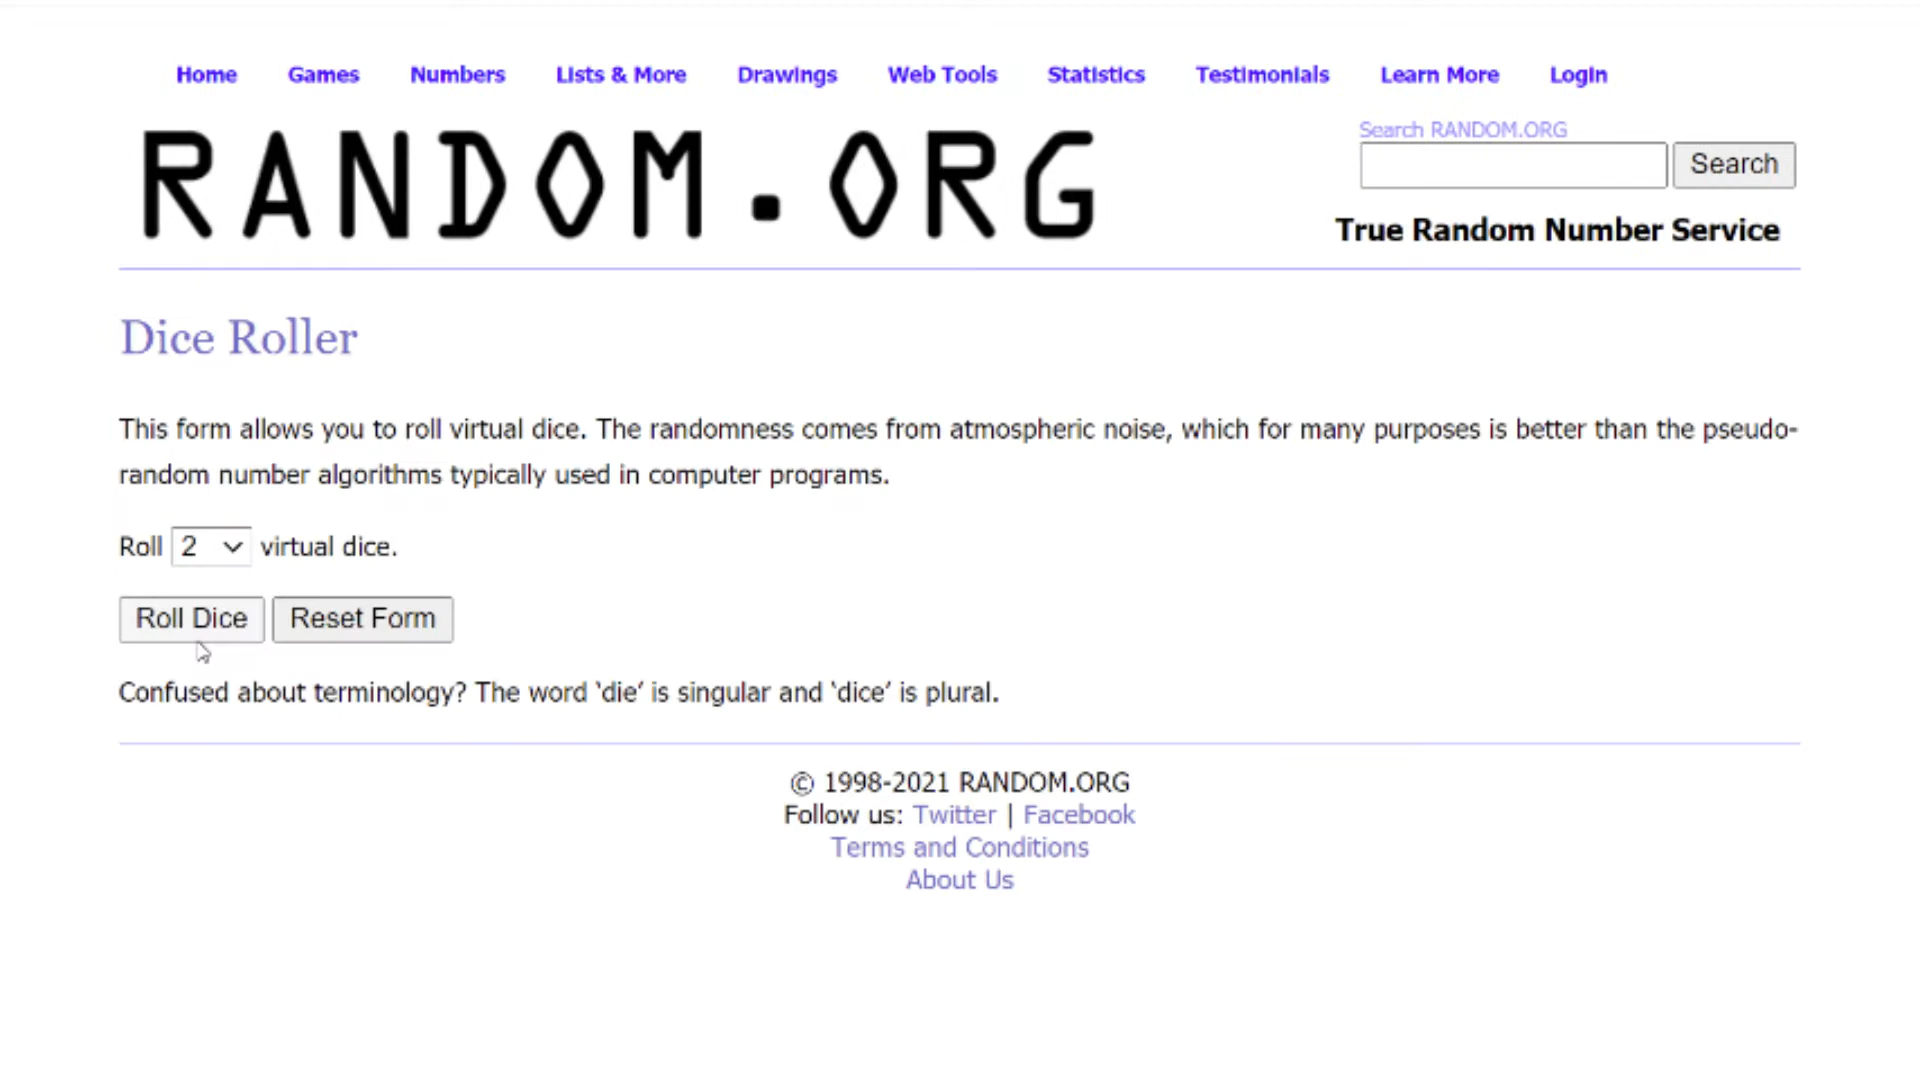 Home Games Numbers Lists & More Drawings Web Tools Statistics Testimonials Learn More Login
RANDOM.ORG
Search RANDOM.ORG
Search
True Random Number Service
Dice Roller
This form allows you to roll virtual dice. The randomness comes from atmospheric noise, which for many purposes is better than the pseudo-
random number algorithms typically used in computer programs.
Roll 2 virtual dice.
Roll Dice Reset Form
Confused about terminology? The word ‘die’ is singular and ‘dice’ is plural.
© 1998-2021 RANDOM.ORG
Follow us: Twitter | Facebook
Terms and Conditions
About Us